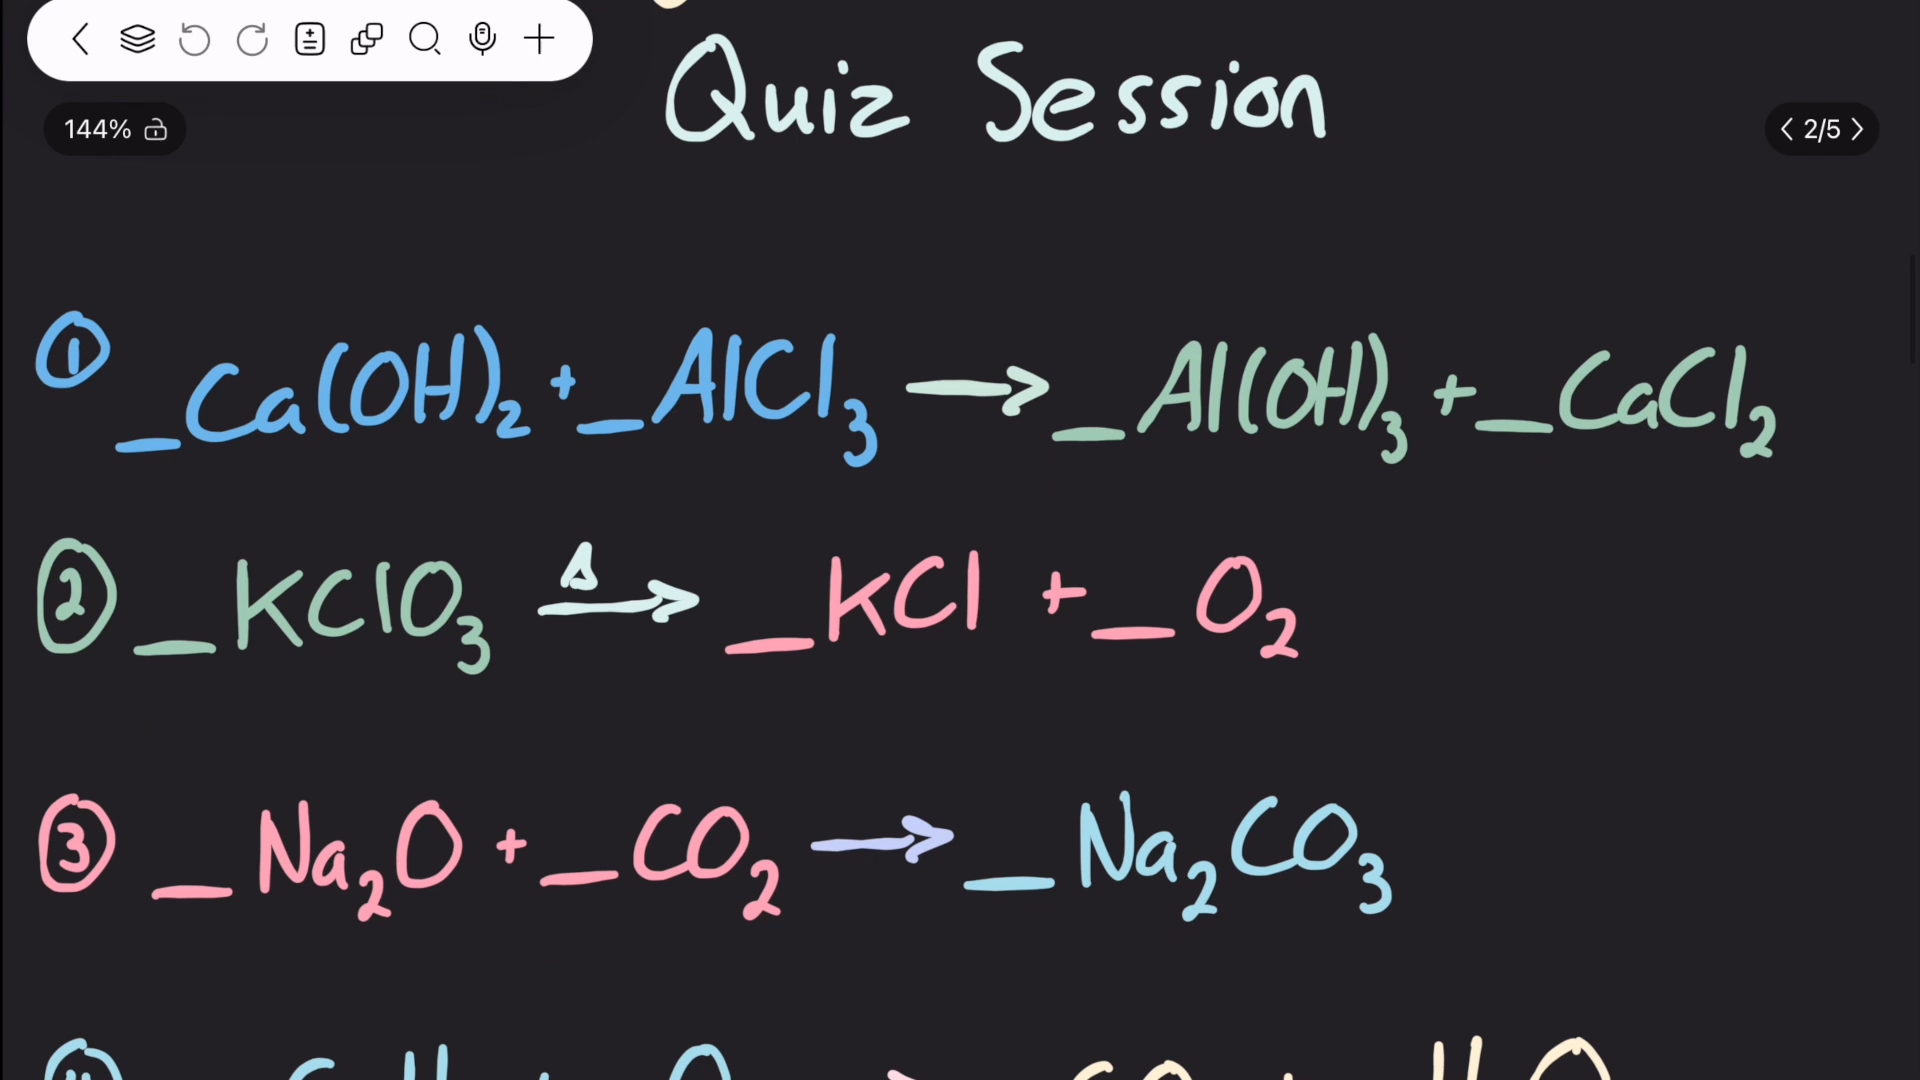 Quiz Session
144%
2/5
① _Ca(OH)₂ + _AlCl₃ → _Al(OH)₃ + _CaCl₂
② _KClO₃ Δ→ _KCl + _O₂
③ _Na₂O + _CO₂ → _Na₂CO₃